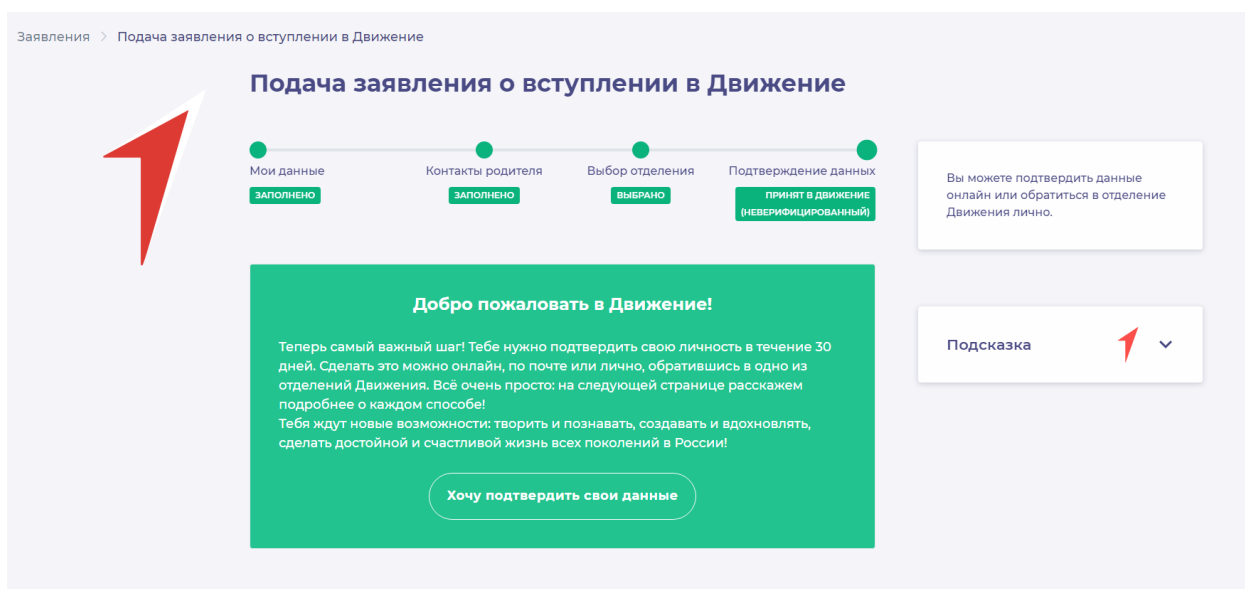 Заявления > Подача заявления о вступлении в Движение
Подача заявления о вступлении в Движение
Мои данные
ЗАПОЛНЕНО
Контакты родителя
ЗАПОЛНЕНО
Выбор отделения
ВЫБРАНО
Подтверждение данных
ПРИНЯТ В ДВИЖЕНИЕ
(НЕВЕРИФИЦИРОВАННЫЙ)
Вы можете подтвердить данные
онлайн или обратиться в отделение
Движения лично.
Добро пожаловать в Движение!
Теперь самый важный шаг! Тебе нужно подтвердить свою личность в течение 30
дней. Сделать это можно онлайн, по почте или лично, обратившись в одно из
отделений Движения. Всё очень просто: на следующей странице расскажем
подробнее о каждом способе!
Тебя ждут новые возможности: творить и познавать, создавать и вдохновлять,
сделать достойной и счастливой жизнь всех поколений в России!
Хочу подтвердить свои данные
Подсказка